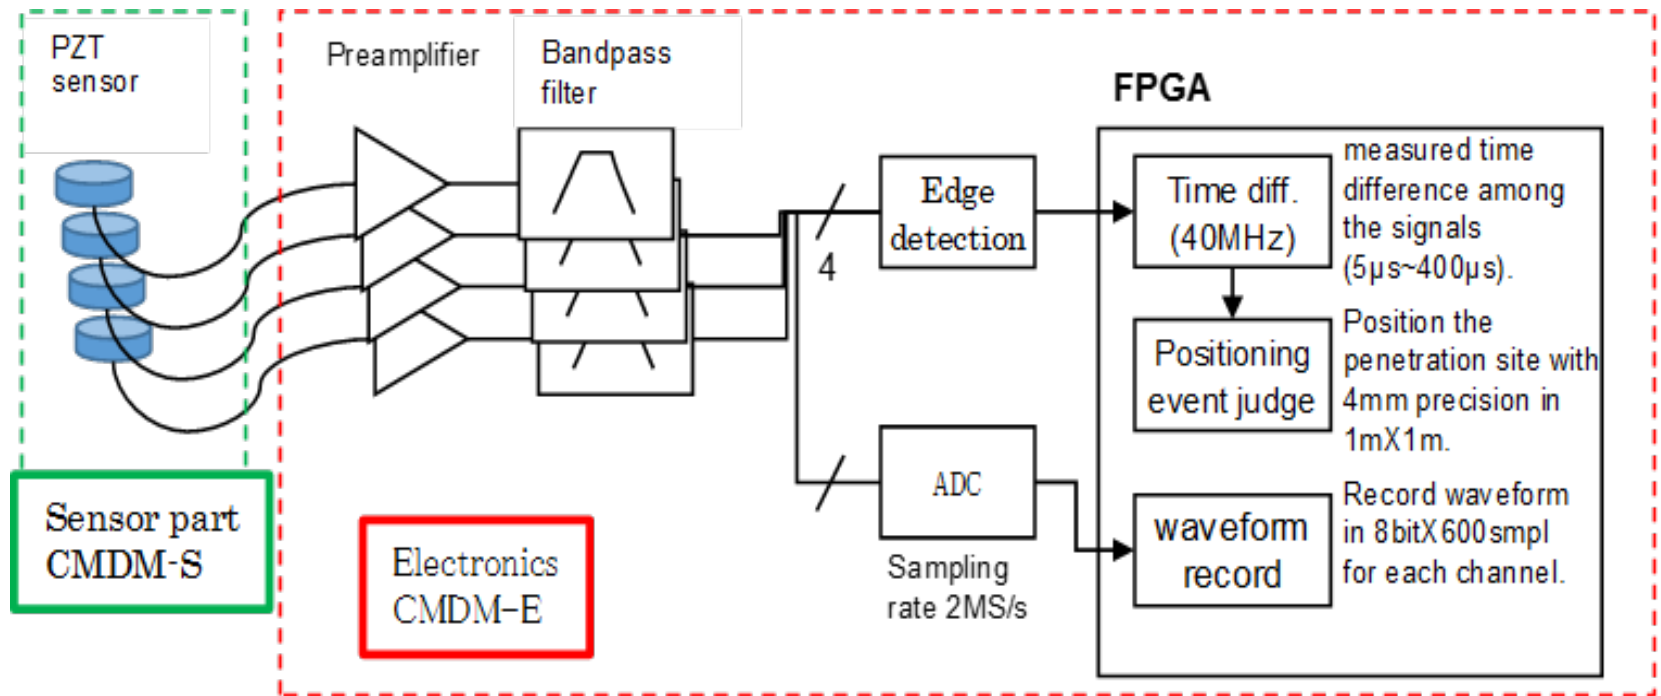 PZT
sensor
Preamplifier
Bandpass
filter
FPGA
Edge
detection
4
Time diff.
(40MHz)
measured time
difference among
the signals
(5µs~400µs).
Positioning
event judge
Position the
penetration site with
4mm precision in
1mX1m.
ADC
Sampling
rate 2MS/s
waveform
record
Record waveform
in 8bitX600smpl
for each channel.
Sensor part
CMDM-S
Electronics
CMDM-E